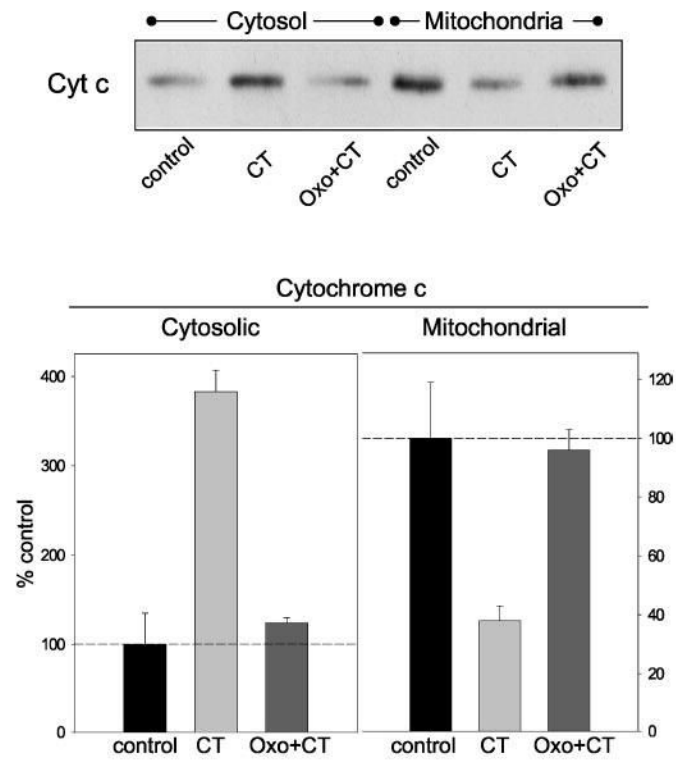 Cytosol Mitochondria
Cyt c
control CT Oxo+CT control CT Oxo+CT
Cytochrome c
Cytosolic Mitochondrial
% control
400
300
200
100
0
120
100
80
60
40
20
0
control CT Oxo+CT control CT Oxo+CT